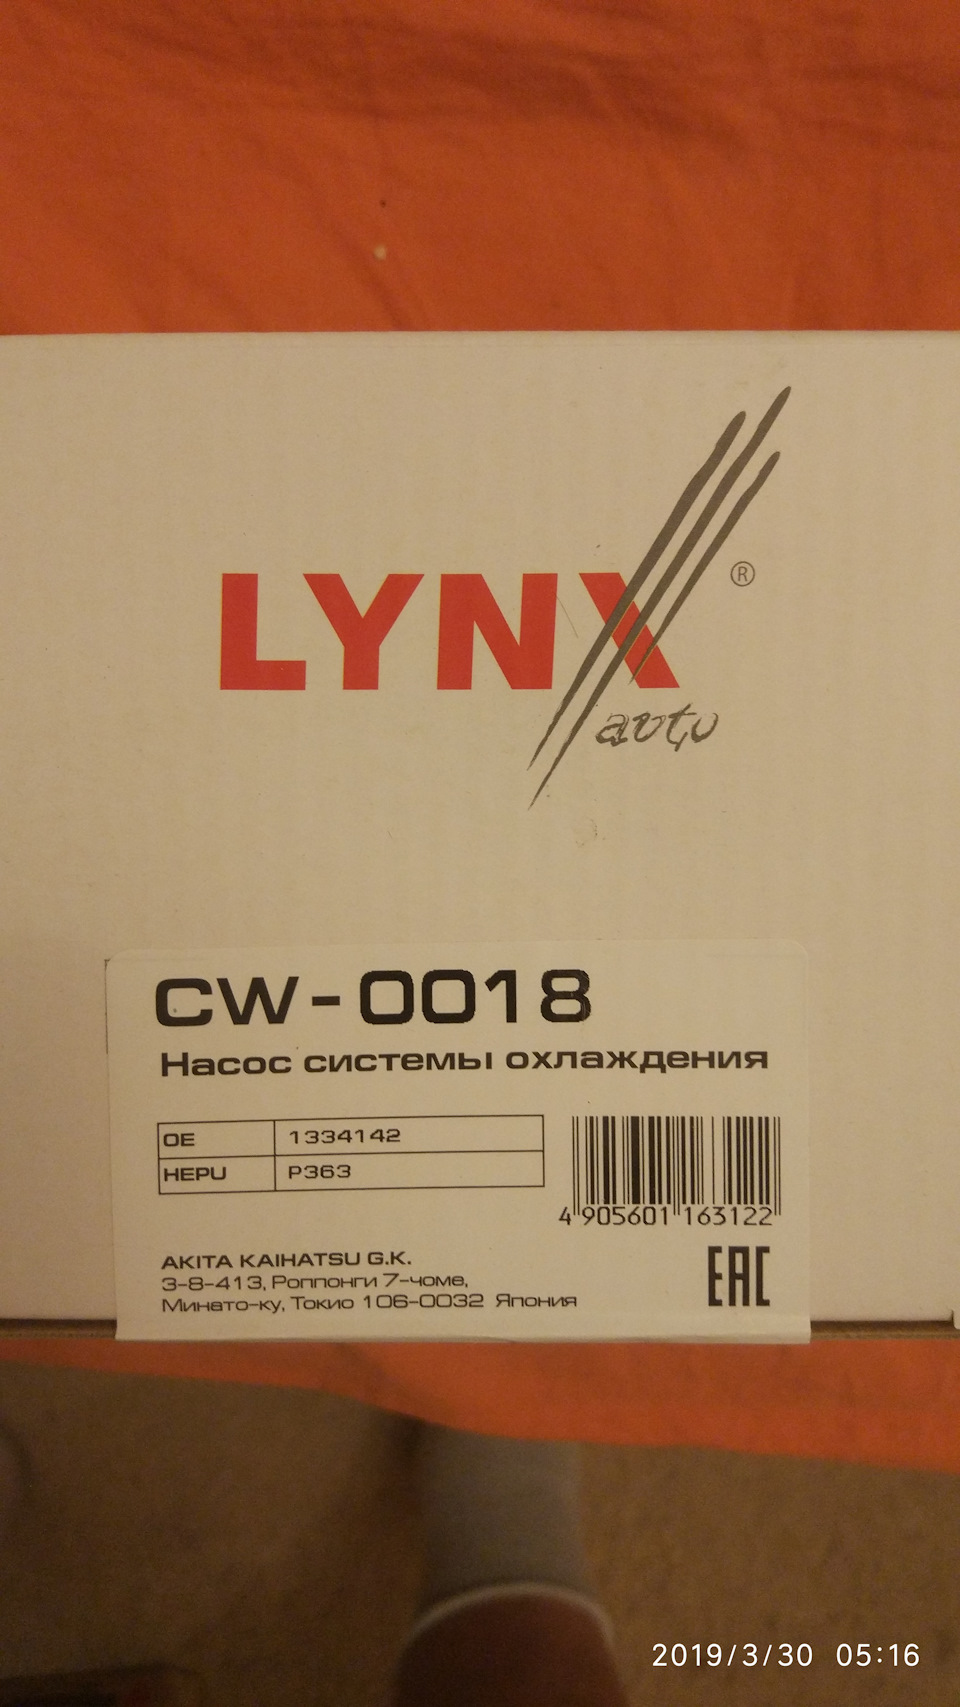 LYNX ®
auto
CW-0018
Насос системы охлаждения
OE 1334142
HEPU P363
4 905601 163122
AKITA KAIHATSU G.K.
3-8-413, Роппонги 7-чоме,
Минато-ку, Токио 106-0032 Япония
EAC
2019/3/30 05:16